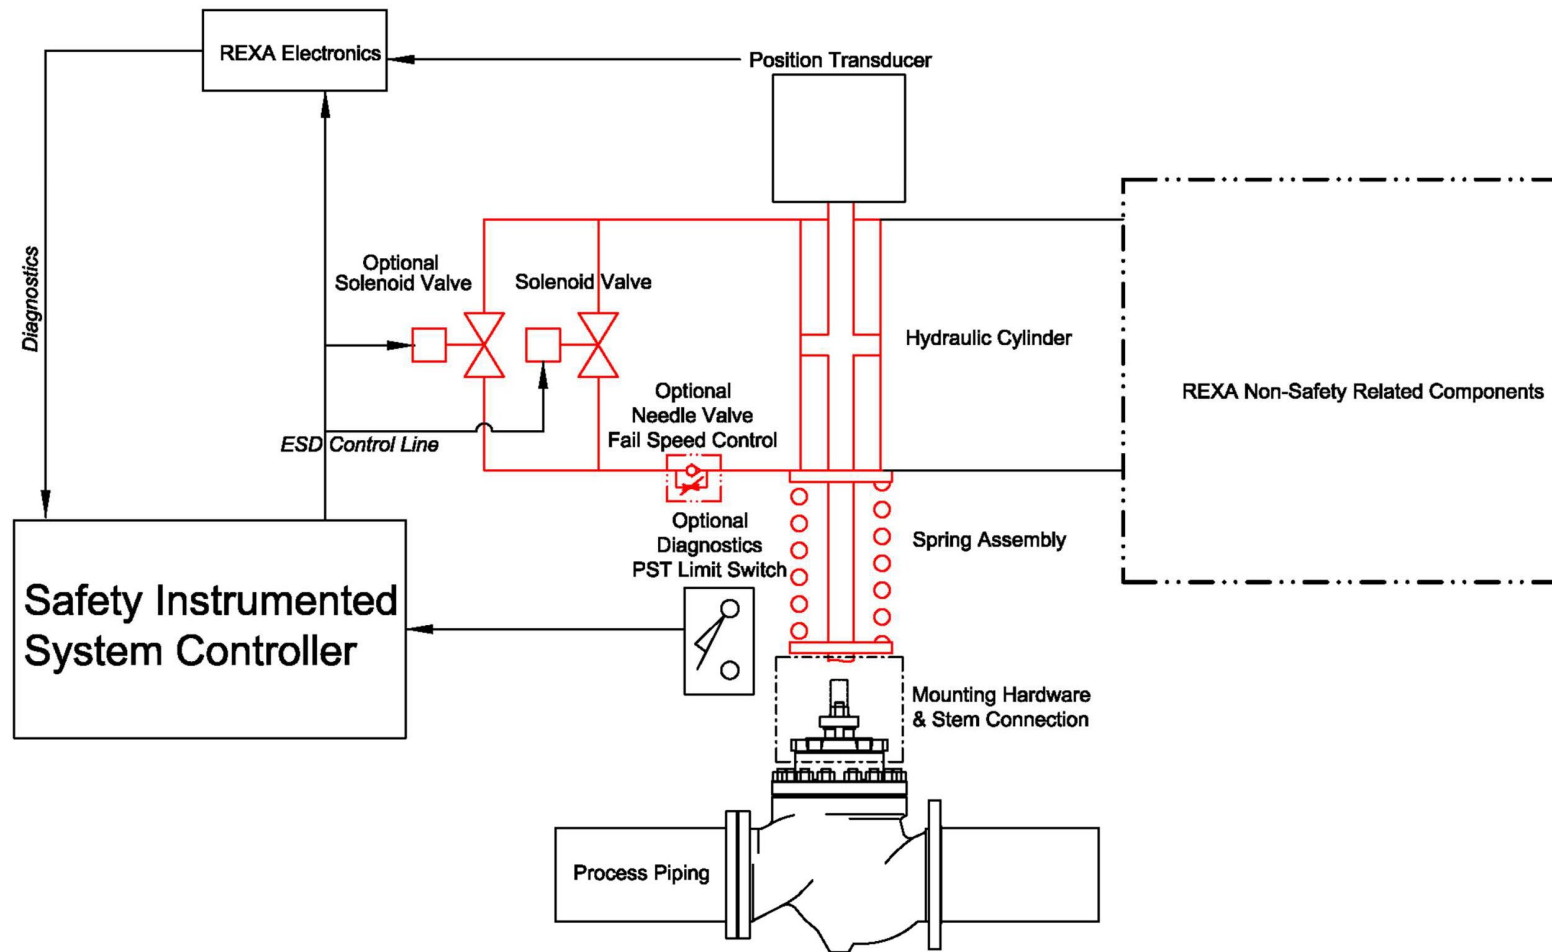 REXA Electronics
Position Transducer
Diagnostics
Optional
Solenoid Valve
Solenoid Valve
Hydraulic Cylinder
REXA Non-Safety Related Components
Optional
Needle Valve
Fail Speed Control
ESD Control Line
Optional
Diagnostics
PST Limit Switch
Spring Assembly
Safety Instrumented
System Controller
Mounting Hardware
& Stem Connection
Process Piping